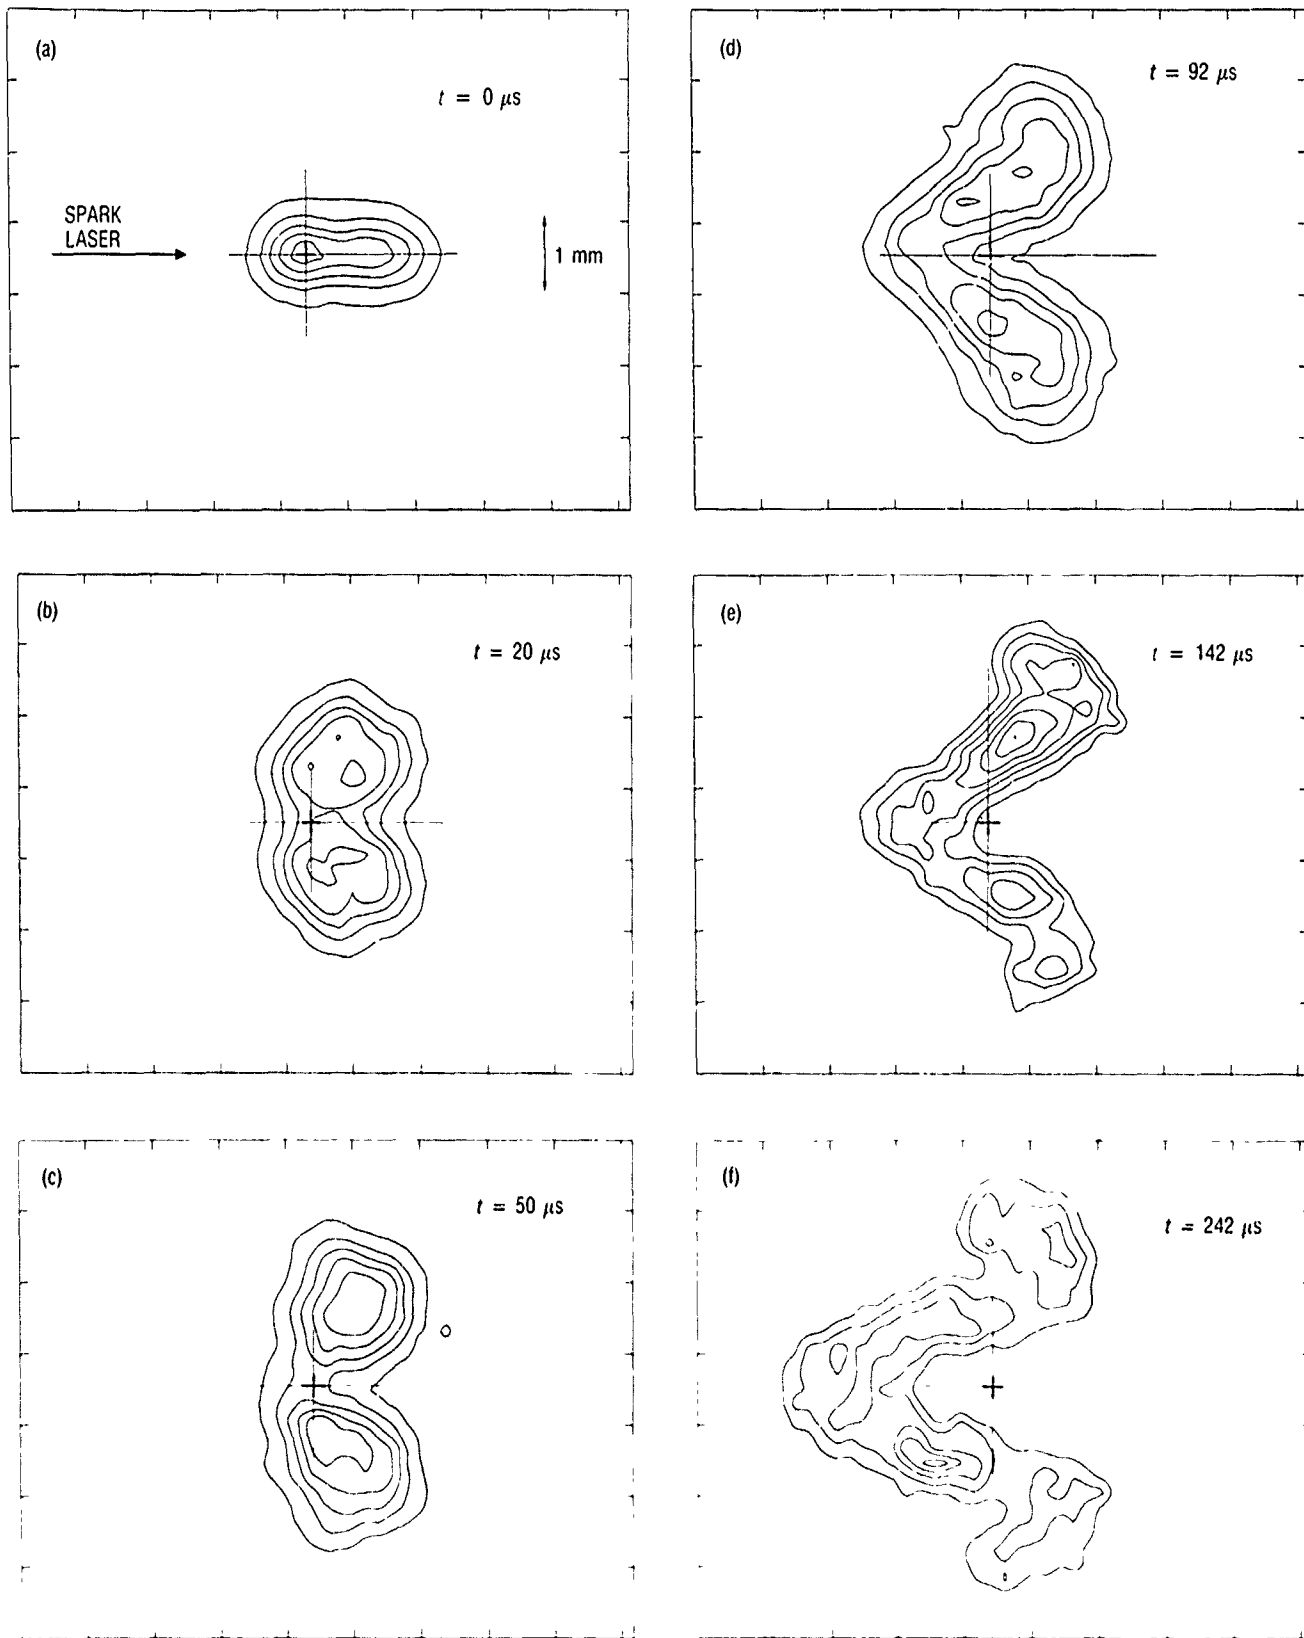 (a)
t = 0 μs
SPARK
LASER
1 mm
(b)
t = 20 μs
(c)
t = 50 μs
(d)
t = 92 μs
(e)
t = 142 μs
(f)
t = 242 μs